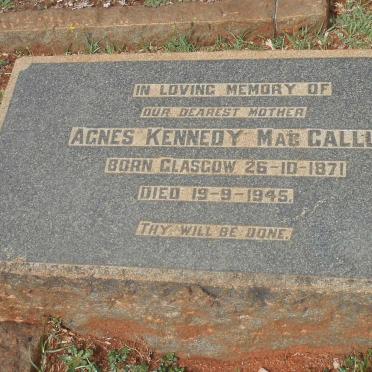 IN LOVING MEMORY OF
OUR DEAREST MOTHER
AGNES KENNEDY MAC CALLU
BORN GLASGOW 26-10-1871
DIED 19-9-1945.
THY WILL BE DONE.